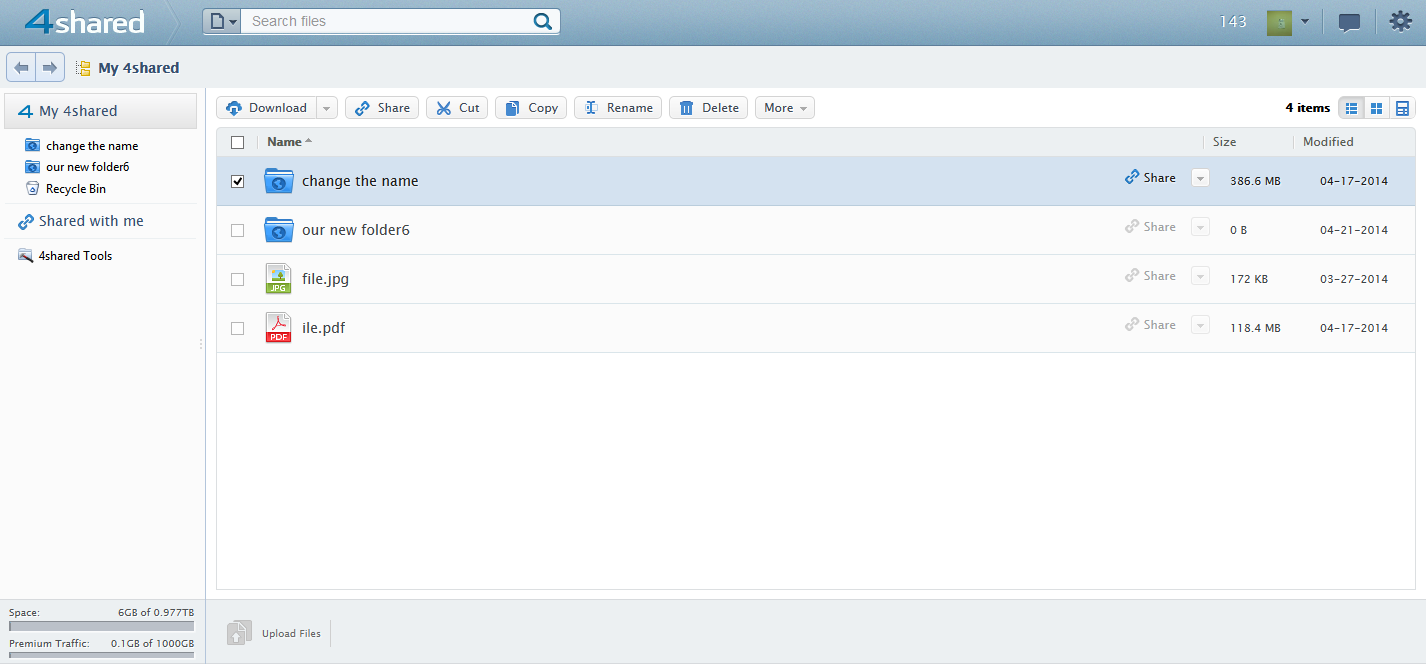 4shared
Search files
143
My 4shared
4 My 4shared
change the name
our new folder6
Recycle Bin
Shared with me
4shared Tools
Download Share Cut Copy Rename Delete More 4 items
Name Size Modified
change the name Share 386.6 MB 04-17-2014
our new folder6 Share 0 B 04-21-2014
JPG file.jpg Share 172 KB 03-27-2014
PDF ile.pdf Share 118.4 MB 04-17-2014
Space: 6GB of 0.977TB
Premium Traffic: 0.1GB of 1000GB
Upload Files